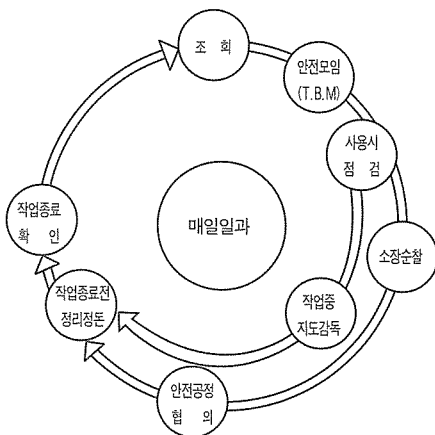 조 회
안전모임
(T.B.M)
사용시
점 검
소장순찰
작업중
지도감독
안전공정
협 의
작업종료전
정리정돈
작업종료
확 인
매일일과